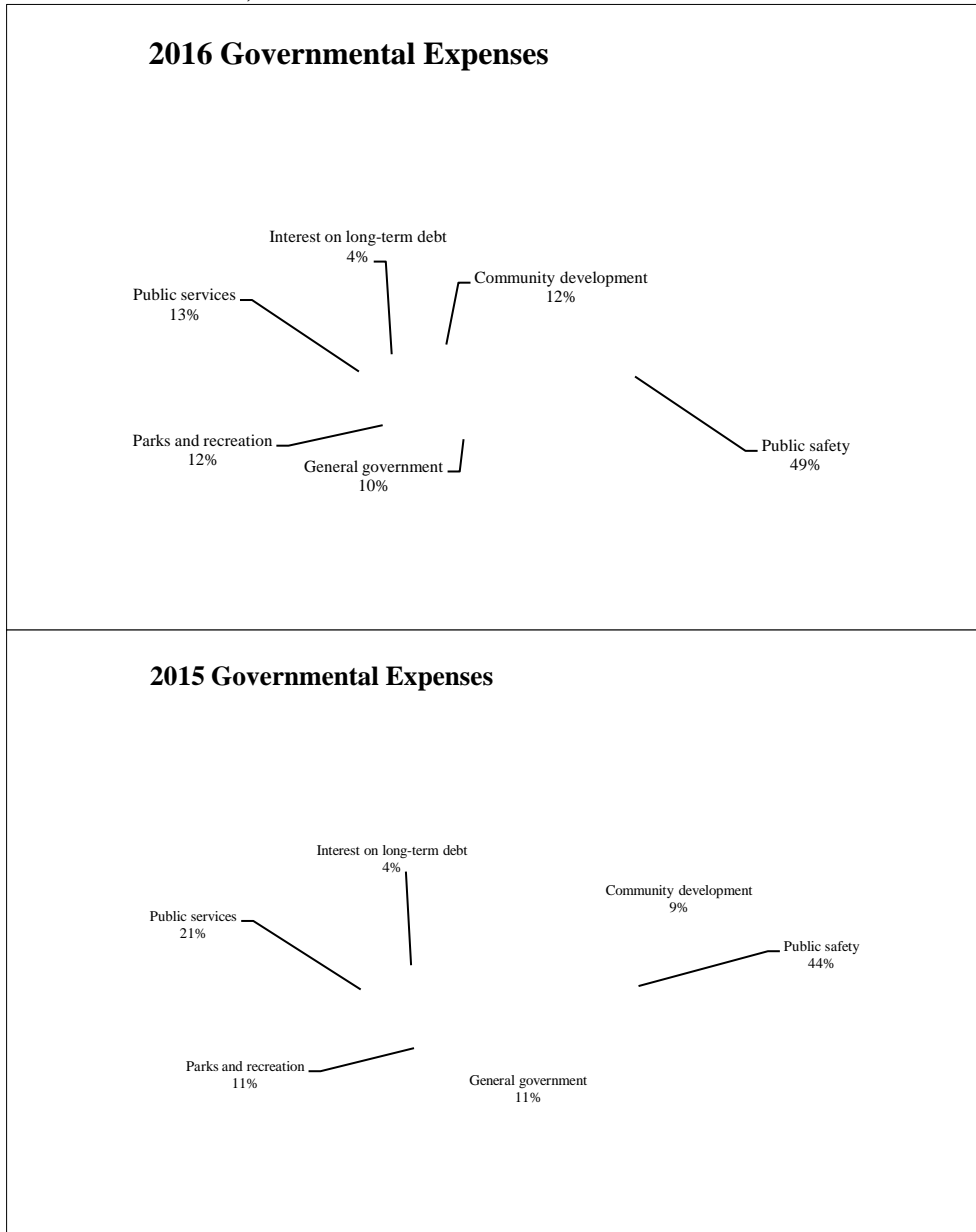 2016 Governmental Expenses
Interest on long-term debt
4%
Community development
12%
Public services
13%
Parks and recreation
12%
General government
10%
Public safety
49%
2015 Governmental Expenses
Interest on long-term debt
4%
Community development
9%
Public services
21%
Public safety
44%
Parks and recreation
11%
General government
11%